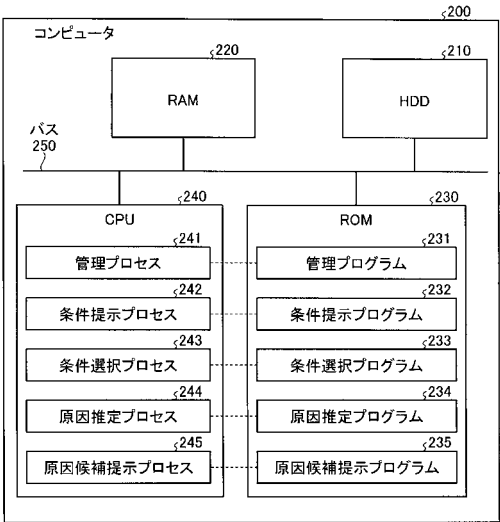 200
コンピュータ
220
RAM
210
HDD
バス
250
240
CPU
241
管理プロセス
242
条件提示プロセス
243
条件選択プロセス
244
原因推定プロセス
245
原因候補提示プロセス
230
ROM
231
管理プログラム
232
条件提示プログラム
233
条件選択プログラム
234
原因推定プログラム
235
原因候補提示プログラム